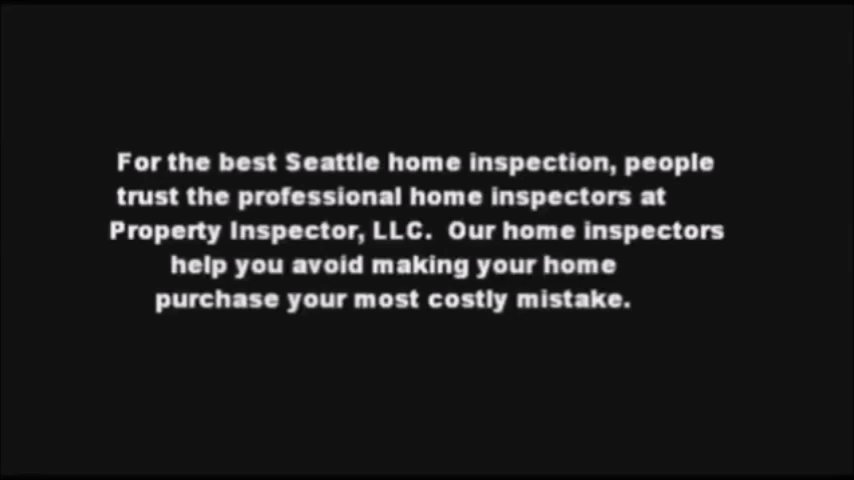 For the best Seattle home inspection, people
trust the professional home inspectors at
Property Inspector, LLC.  Our home inspectors
help you avoid making your home
purchase your most costly mistake.